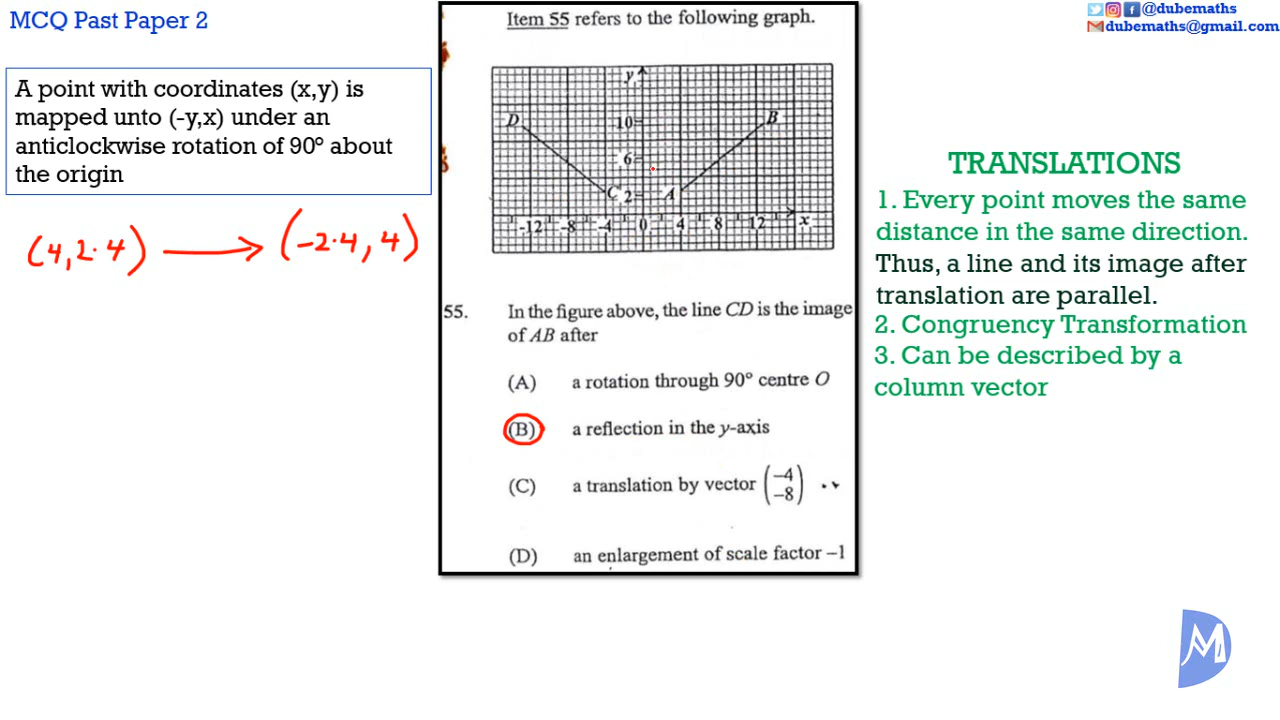 MCQ Past Paper 2
@dubemaths
dubemaths@gmail.com
A point with coordinates (x,y) is
mapped unto (-y,x) under an
anticlockwise rotation of 90° about
the origin
(4,2·4) → (-2·4, 4)
Item 55 refers to the following graph.
y
D
10
B
6
C
2
A
-12 -8 -4 0 4 8 12 x
55. In the figure above, the line CD is the image
of AB after
(A) a rotation through 90° centre O
(B) a reflection in the y-axis
(C) a translation by vector (-4 -8)
(D) an enlargement of scale factor –1
TRANSLATIONS
1. Every point moves the same
distance in the same direction.
Thus, a line and its image after
translation are parallel.
2. Congruency Transformation
3. Can be described by a
column vector
M